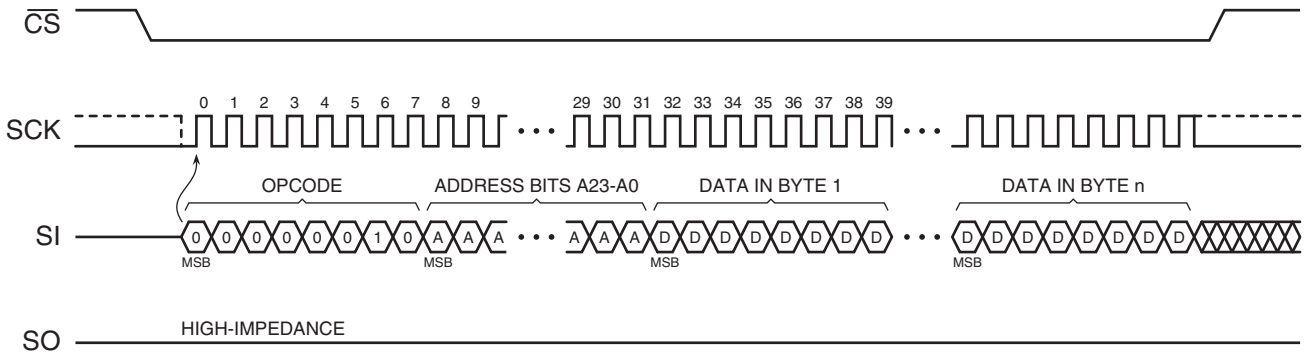 CS
SCK
0 1 2 3 4 5 6 7 8 9 29 30 31 32 33 34 35 36 37 38 39
OPCODE ADDRESS BITS A23-A0 DATA IN BYTE 1 DATA IN BYTE n
SI
0 0 0 0 0 0 1 0 A A A A A A D D D D D D D D D D D D D D D D
MSB MSB MSB MSB
HIGH-IMPEDANCE
SO